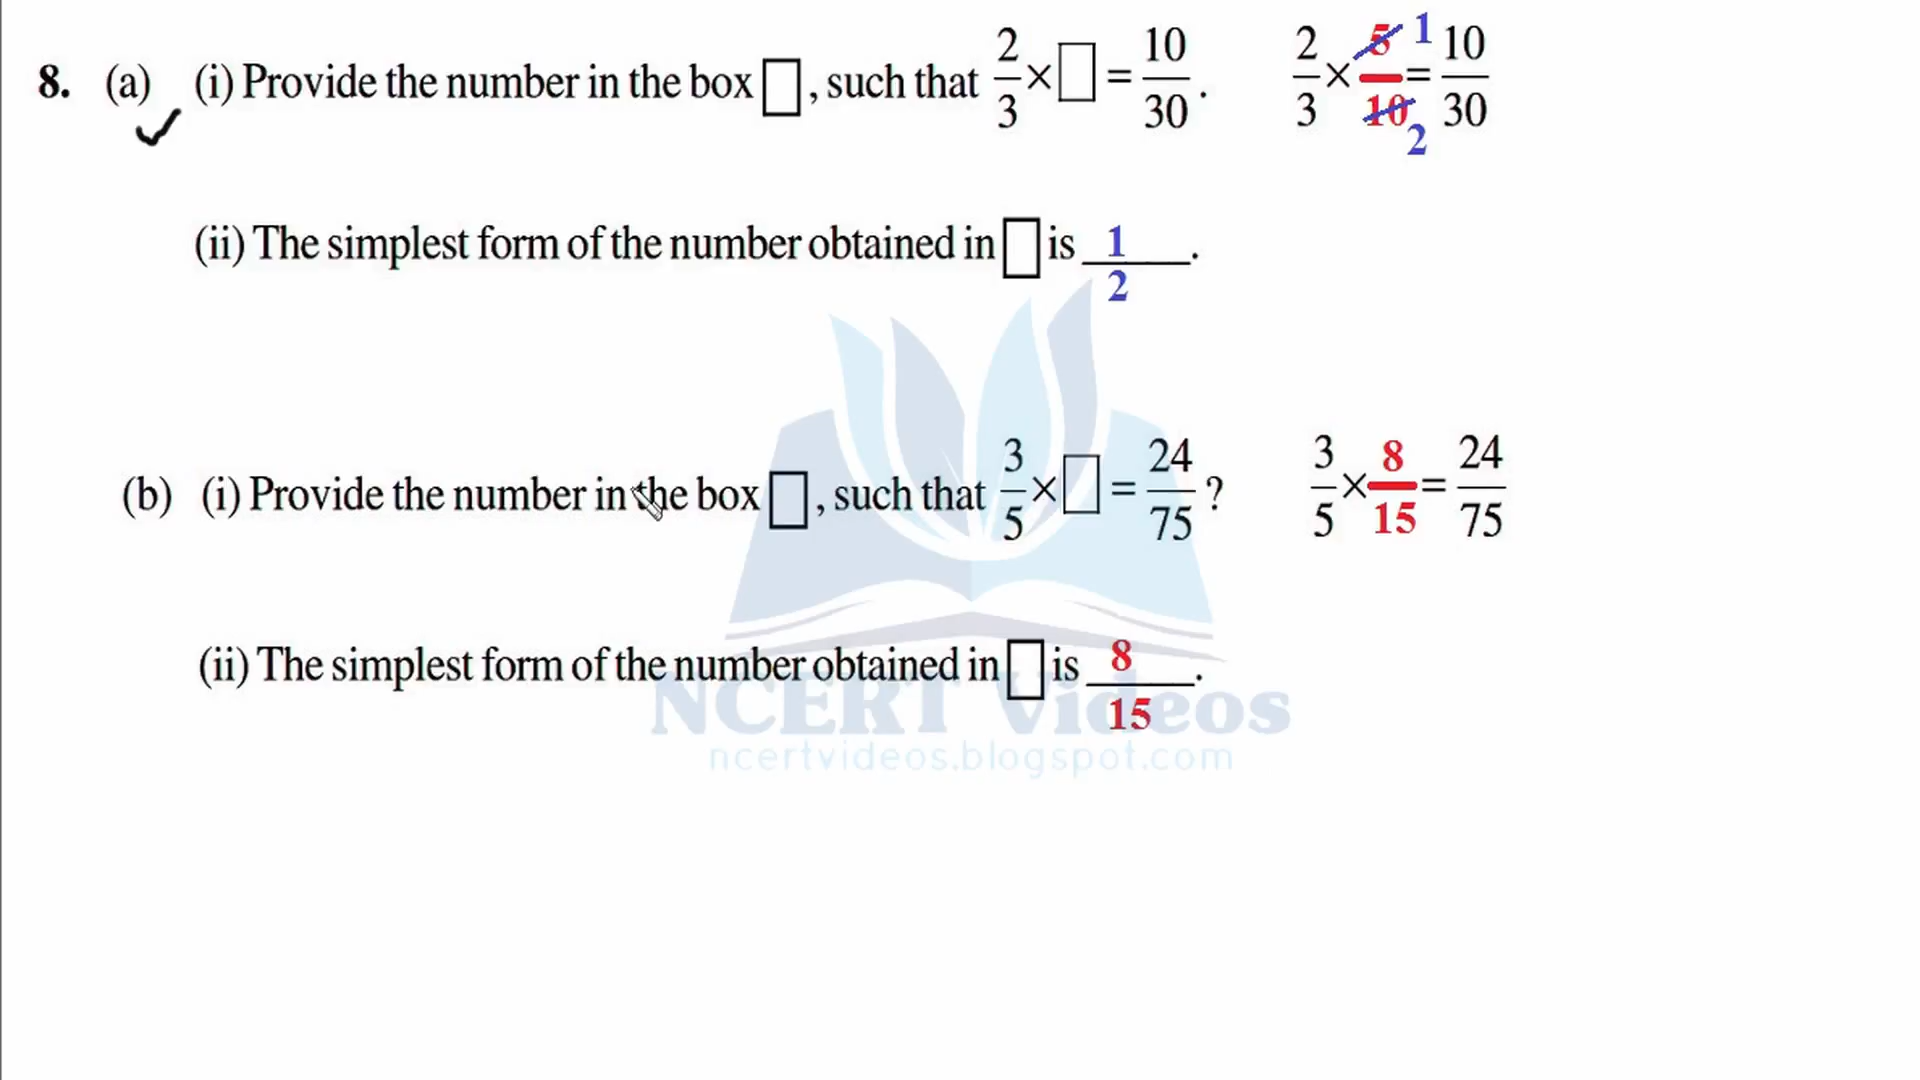 8. (a) (i) Provide the number in the box □, such that 2/3 × □ = 10/30 . 2/3 × 5/10 = 10/30 1 2
(ii) The simplest form of the number obtained in □ is 1/2 .
(b) (i) Provide the number in the box □, such that 3/5 × □ = 24/75 ? 3/5 × 8/15 = 24/75
(ii) The simplest form of the number obtained in □ is 8/15 .
NCERT Videos
ncertvideos.blogspot.com